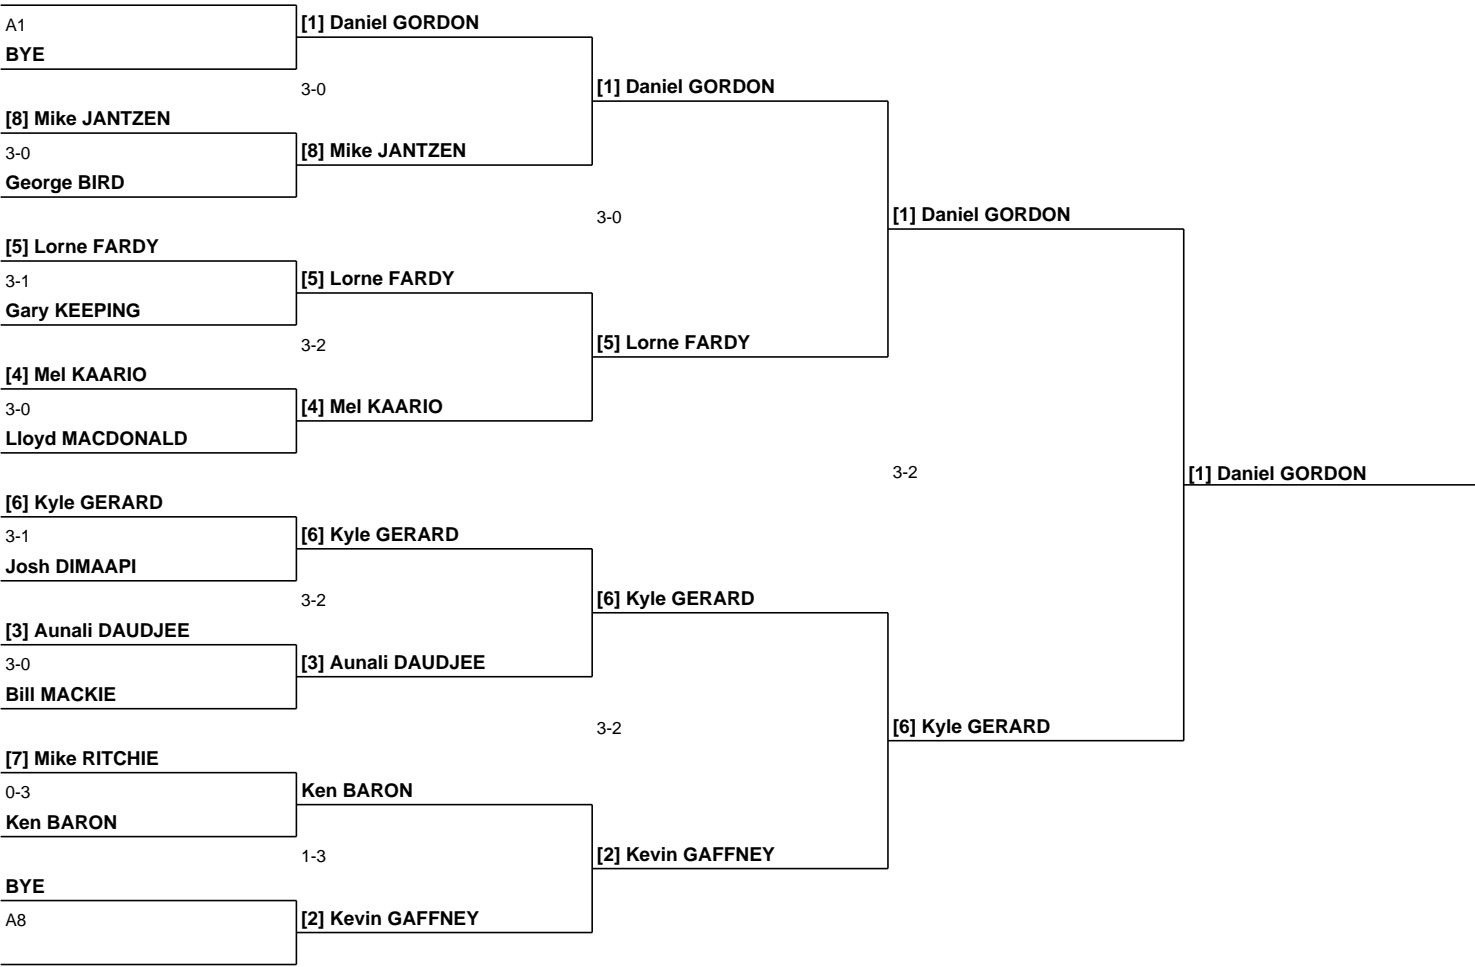 A1
BYE
[8] Mike JANTZEN
3-0
George BIRD
[5] Lorne FARDY
3-1
Gary KEEPING
[4] Mel KAARIO
3-0
Lloyd MACDONALD
[6] Kyle GERARD
3-1
Josh DIMAAPI
[3] Aunali DAUDJEE
3-0
Bill MACKIE
[7] Mike RITCHIE
0-3
Ken BARON
BYE
A8
[1] Daniel GORDON
3-0
[8] Mike JANTZEN
[5] Lorne FARDY
3-2
[4] Mel KAARIO
[6] Kyle GERARD
3-2
[3] Aunali DAUDJEE
Ken BARON
1-3
[2] Kevin GAFFNEY
[1] Daniel GORDON
3-0
[5] Lorne FARDY
[6] Kyle GERARD
3-2
[2] Kevin GAFFNEY
[1] Daniel GORDON
3-2
[6] Kyle GERARD
[1] Daniel GORDON